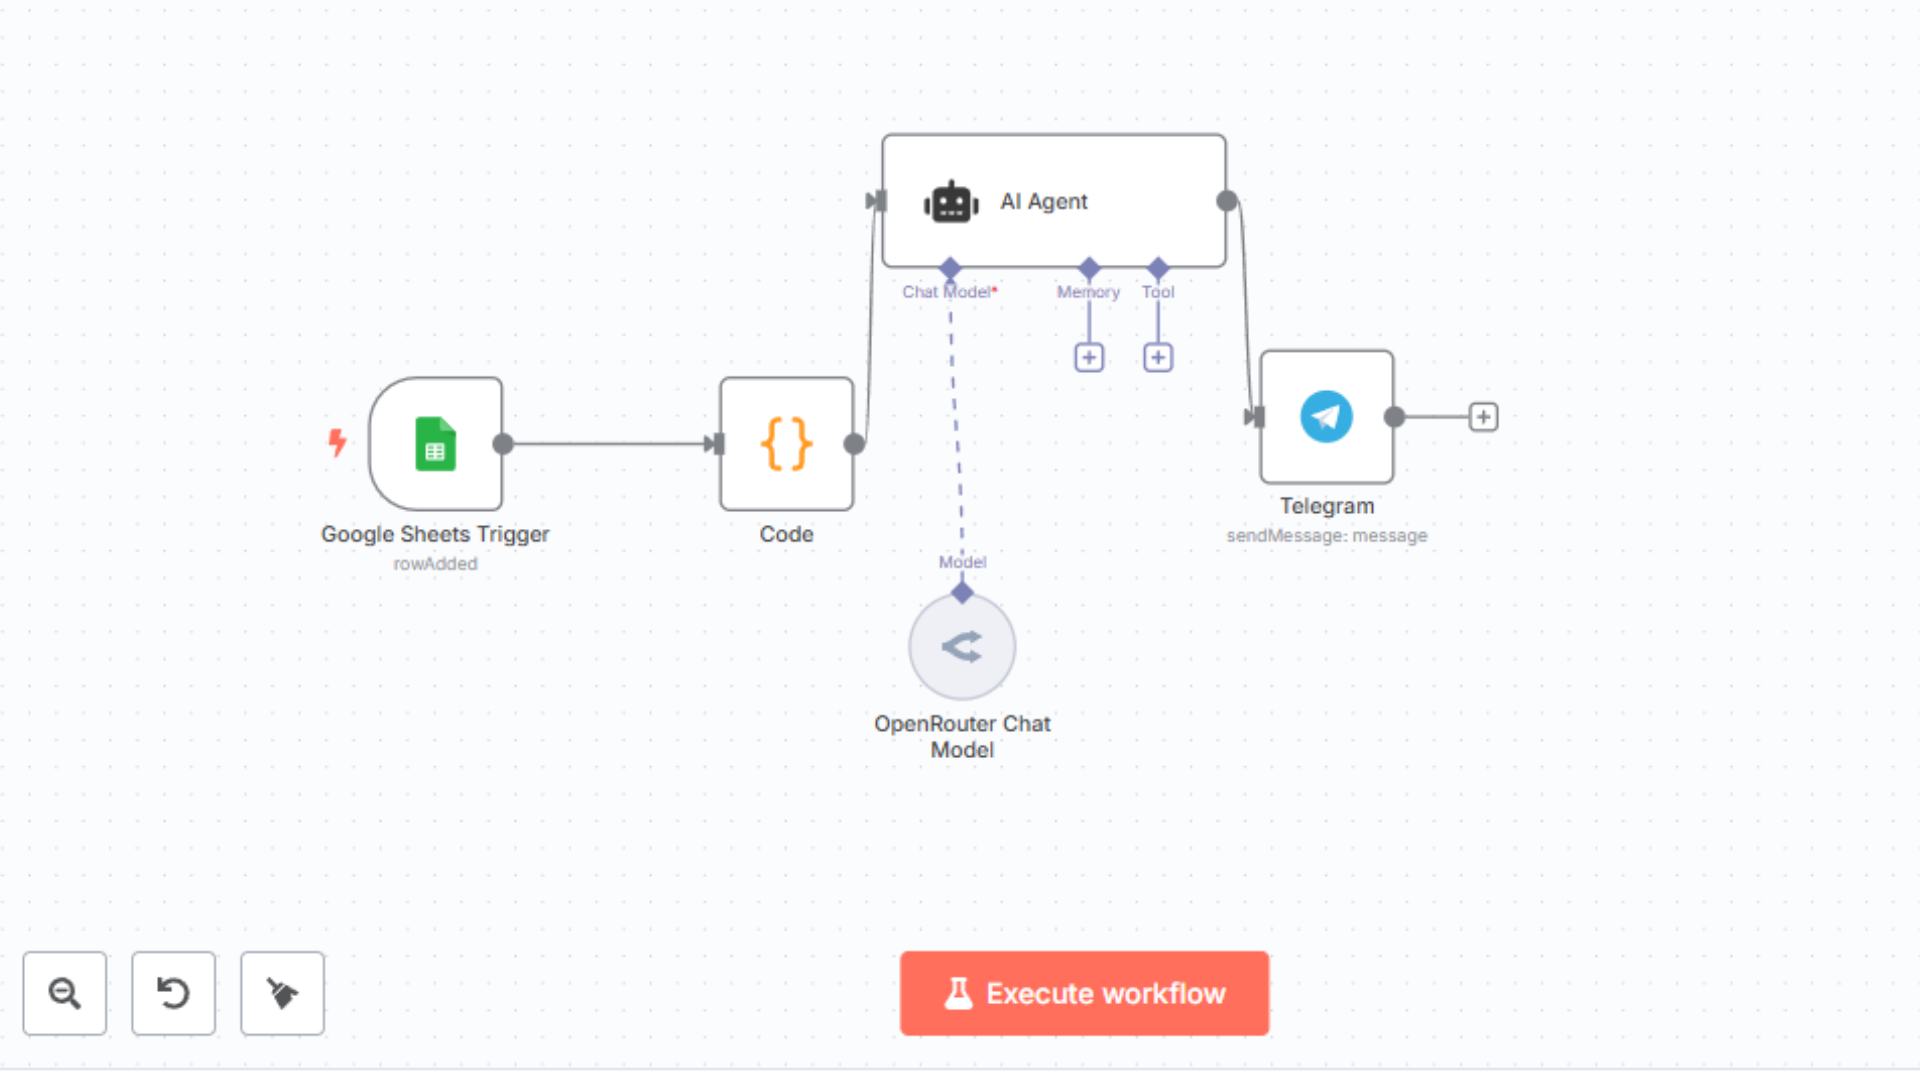 AI Agent
Chat Model*
Memory
Tool
Google Sheets Trigger
rowAdded
Code
Telegram
sendMessage: message
Model
OpenRouter Chat
Model
Execute workflow